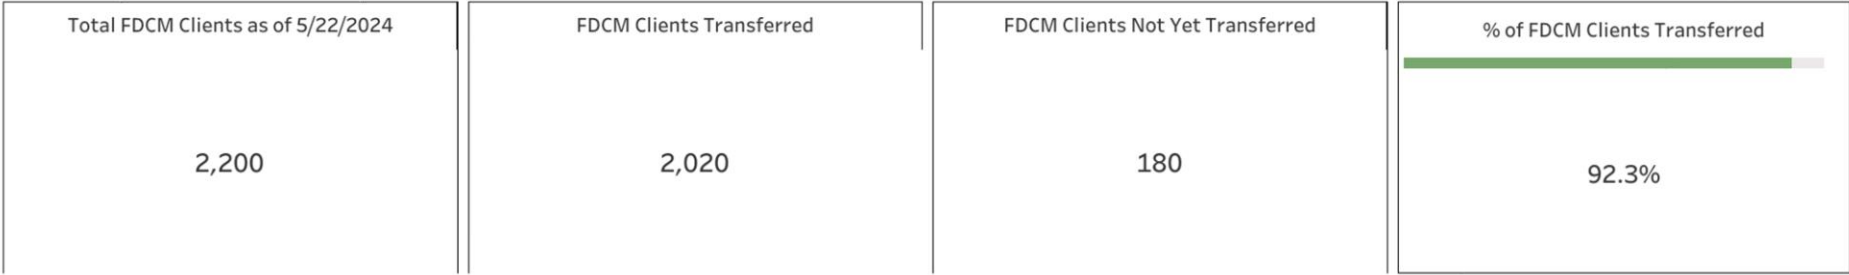 Total FDCM Clients as of 5/22/2024
2,200
FDCM Clients Transferred
2,020
FDCM Clients Not Yet Transferred
180
% of FDCM Clients Transferred
92.3%